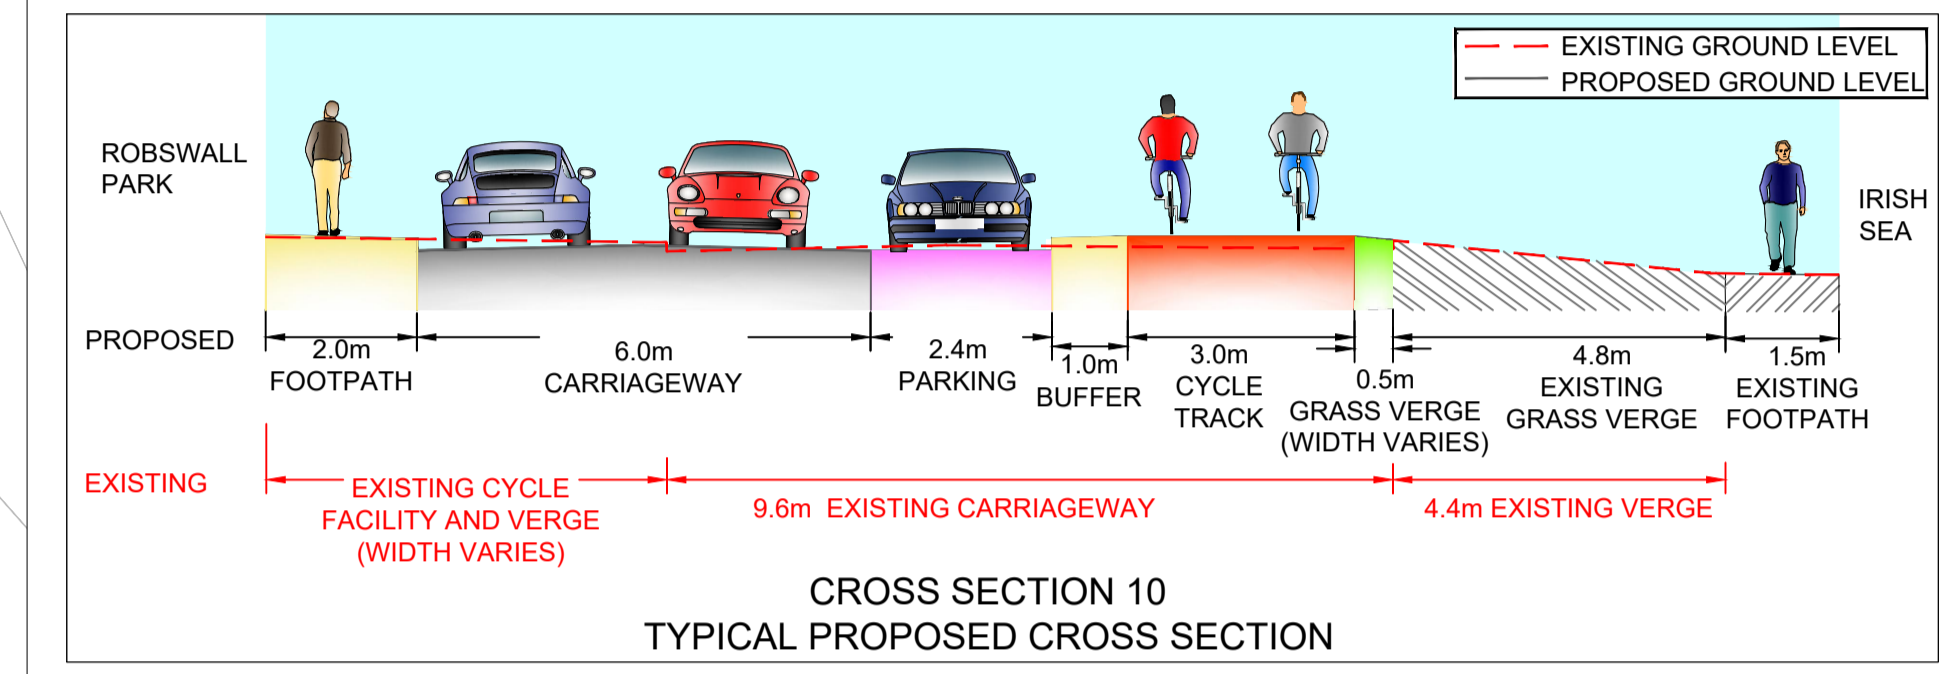 EXISTING GROUND LEVEL
PROPOSED GROUND LEVEL
ROBSWALL
PARK
IRISH
SEA
PROPOSED
2.0m
FOOTPATH
6.0m
CARRIAGEWAY
2.4m
PARKING
1.0m
BUFFER
3.0m
CYCLE
TRACK
0.5m
GRASS VERGE
(WIDTH VARIES)
4.8m
EXISTING
GRASS VERGE
1.5m
EXISTING
FOOTPATH
EXISTING
EXISTING CYCLE
FACILITY AND VERGE
(WIDTH VARIES)
9.6m EXISTING CARRIAGEWAY
4.4m EXISTING VERGE
CROSS SECTION 10
TYPICAL PROPOSED CROSS SECTION